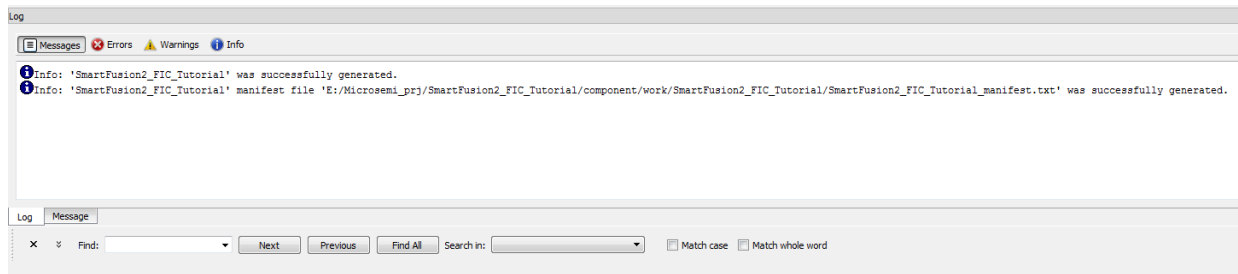 Log
Messages Errors Warnings Info
Info: 'SmartFusion2_FIC_Tutorial' was successfully generated.
Info: 'SmartFusion2_FIC_Tutorial' manifest file 'E:/Microsemi_prj/SmartFusion2_FIC_Tutorial/component/work/SmartFusion2_FIC_Tutorial/SmartFusion2_FIC_Tutorial_manifest.txt' was successfully generated.
Log Message
Find: Next Previous Find All Search in: Match case Match whole word